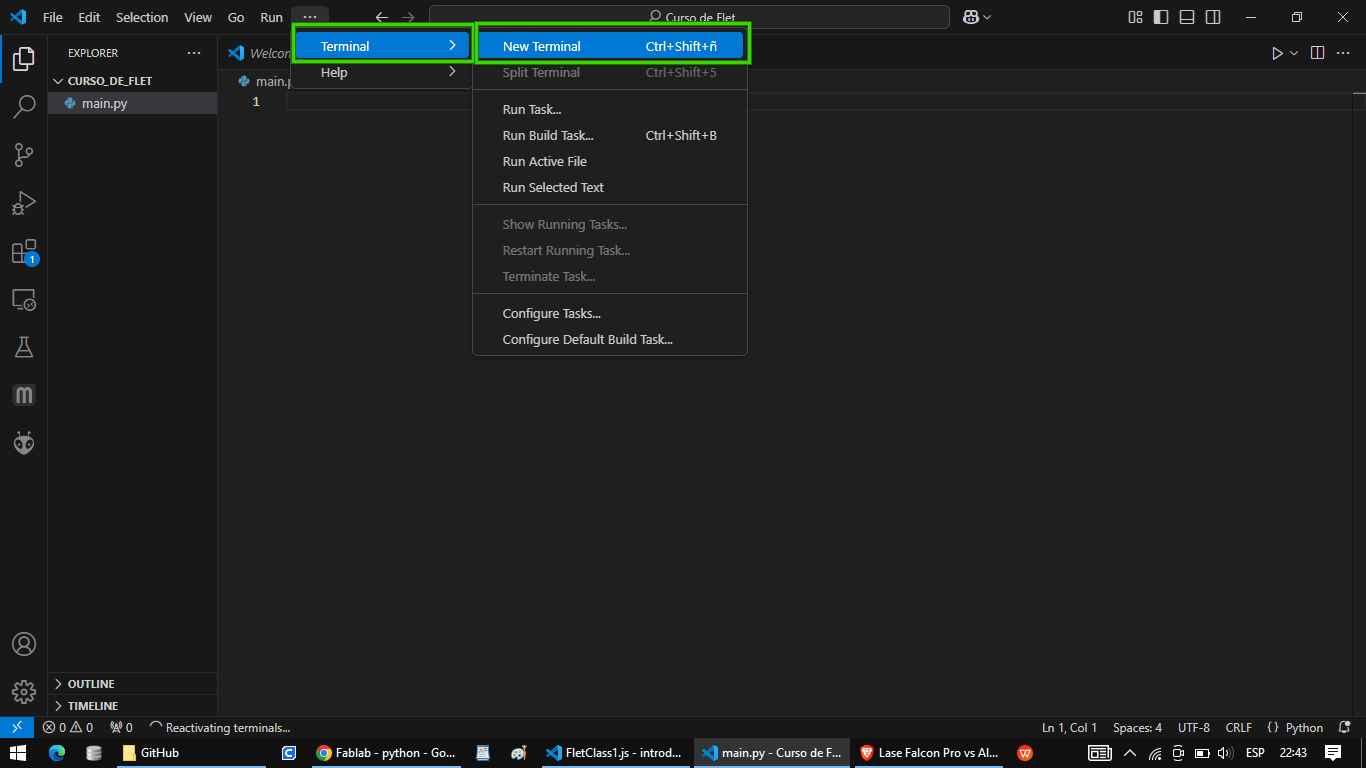 File Edit Selection View Go Run ··· Curso de Flet
EXPLORER ···
CURSO_DE_FLET
main.py
OUTLINE
TIMELINE
Welcom
main.p
1
Terminal
Help
New Terminal Ctrl+Shift+ñ
Split Terminal Ctrl+Shift+5
Run Task...
Run Build Task... Ctrl+Shift+B
Run Active File
Run Selected Text
Show Running Tasks...
Restart Running Task...
Terminate Task...
Configure Tasks...
Configure Default Build Task...
1
0 0 0 Reactivating terminals... Ln 1, Col 1 Spaces: 4 UTF-8 CRLF {} Python
GitHub Fablab - python - Go... FletClass1.js - introd... main.py - Curso de F... Lase Falcon Pro vs Al... ESP 22:43